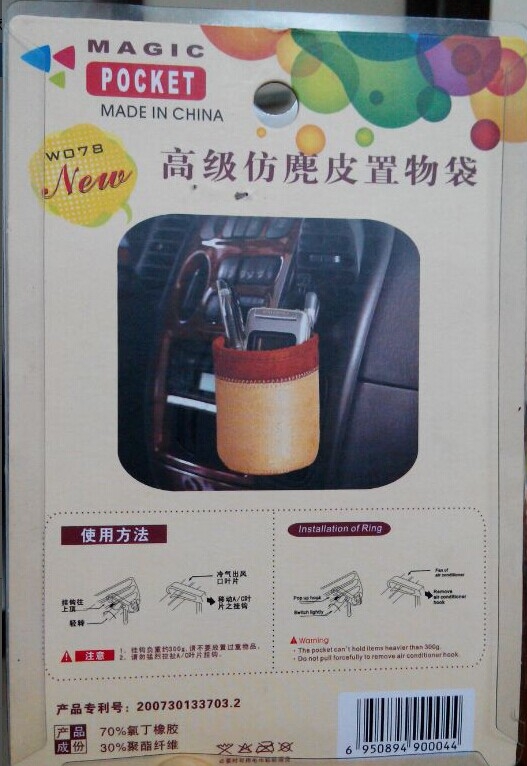 MAGIC
POCKET
MADE IN CHINA
W078
New
高级仿麂皮置物袋
使用方法
挂钩往
上顶
轻转
冷气出风
口叶片
移动A/C叶
片之挂钩
注意
1、挂钩负重约300g,请不要放置过重物品。
2、请勿猛烈拉扯A/C叶片挂钩。
Installation of Ring
Pop up hook
Switch lightly
Fan of
air conditioner
Remove
air conditioner
hook
Warning
· The pocket can't hold items heavier than 300g.
· Do not pull forcefully to remove air conditioner hook.
产品专利号：200730133703.2
产品
成份
70%氯丁橡胶
30%聚酯纤维
6 950894 900044